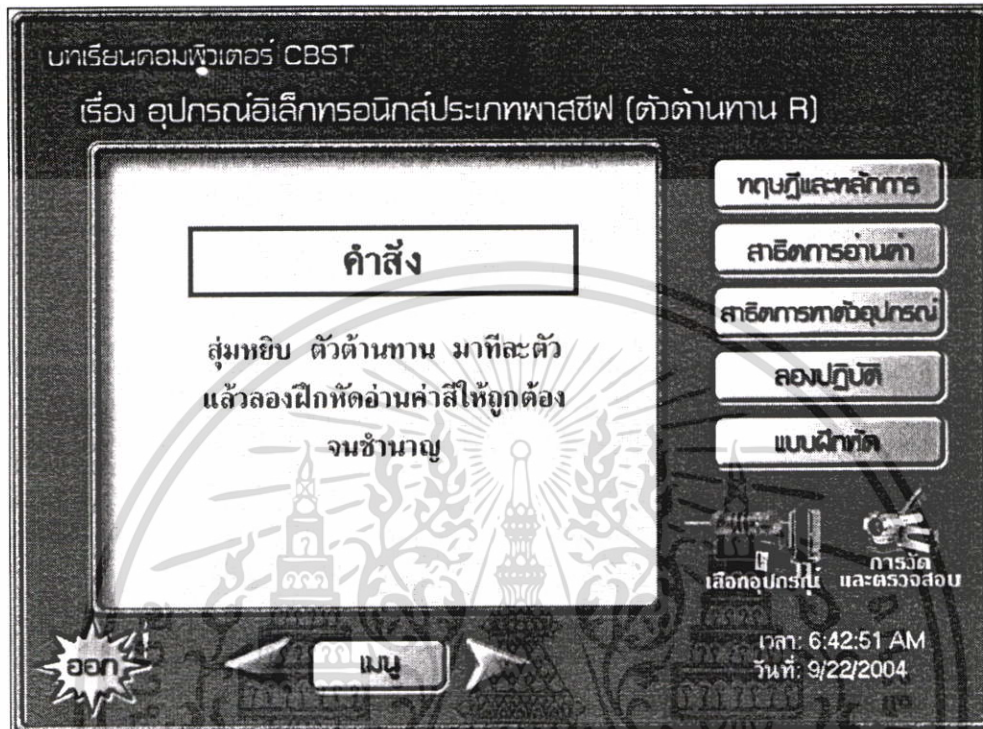 บทเรียนคอมพิวเตอร์ CBST
เรื่อง อุปกรณ์อิเล็กทรอนิกส์ประเภทพาสซีฟ (ตัวต้านทาน R)
คำสั่ง
สุ่มหยิบ ตัวต้านทาน มาทีละตัว
แล้วลองฝึกหัดอ่านค่าสีให้ถูกต้อง
จนชำนาญ
ทฤษฎีและหลักการ
สาธิตการอ่านค่า
สาธิตการหาตัวอุปกรณ์
ลองปฏิบัติ
แบบฝึกหัด
เลือกอุปกรณ์
การวัด
และตรวจสอบ
เวลา: 6:42:51 AM
วันที่: 9/22/2004
ออก
เมนู